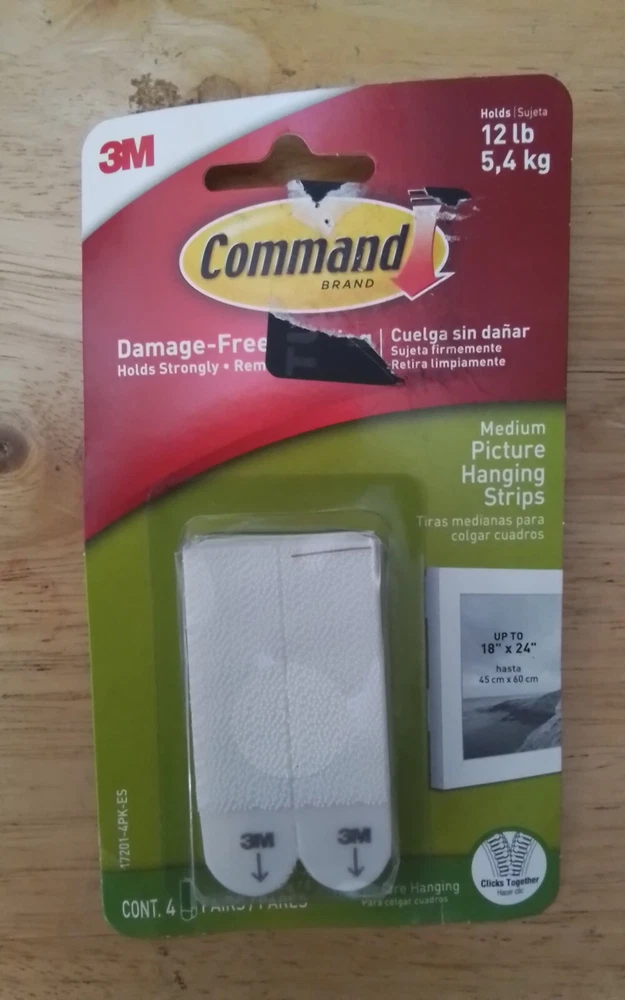 3M
Holds | Sujeta
12 lb
5,4 kg
Command
BRAND
Damage-Free
Holds Strongly •
Cuelga sin dañar
Sujeta firmemente
Retira limpiamente
Medium
Picture
Hanging
Strips
Tiras medianas para
colgar cuadros
UP TO
18" x 24"
hasta
45 cm x 60 cm
17201-4PK-ES
3M
3M
Clicks Together
Hacer clic
CONT. 4 PAIRS / PARES
Hanging
Para colgar cuadros